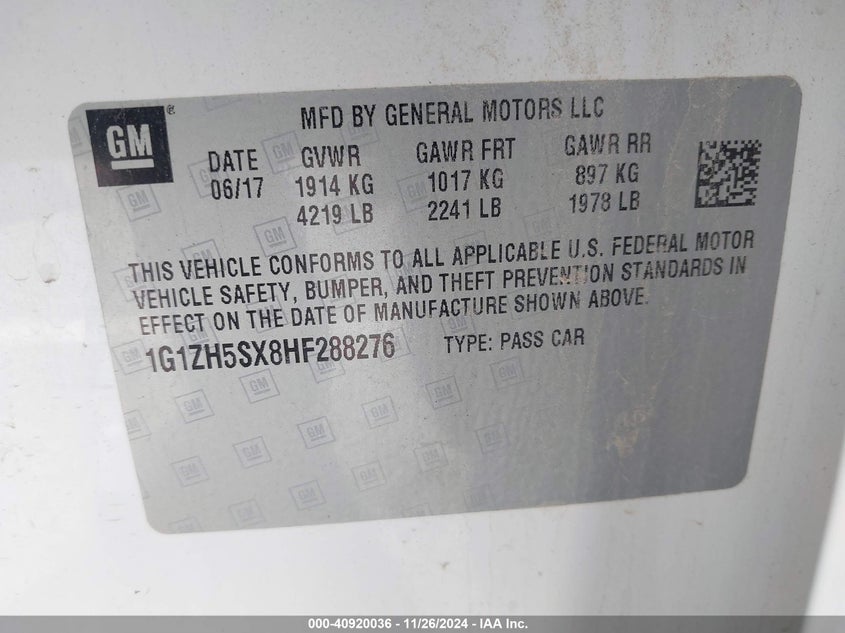 GM
MFD BY GENERAL MOTORS LLC
DATE GVWR GAWR FRT GAWR RR
06/17 1914 KG 1017 KG 897 KG
4219 LB 2241 LB 1978 LB
THIS VEHICLE CONFORMS TO ALL APPLICABLE U.S. FEDERAL MOTOR
VEHICLE SAFETY, BUMPER, AND THEFT PREVENTION STANDARDS IN
EFFECT ON THE DATE OF MANUFACTURE SHOWN ABOVE.
1G1ZH5SX8HF288276 TYPE: PASS CAR
000-40920036 - 11/26/2024 - IAA Inc.